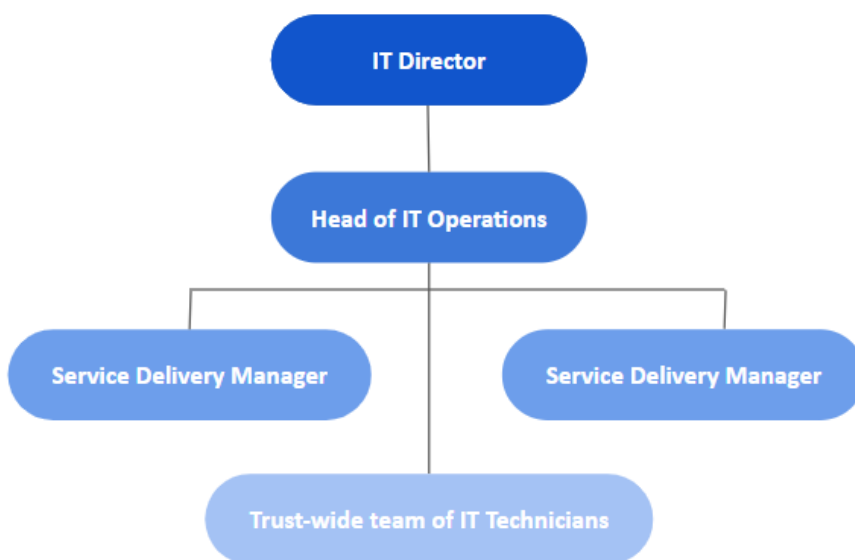 IT Director
Head of IT Operations
Service Delivery Manager
Service Delivery Manager
Trust-wide team of IT Technicians